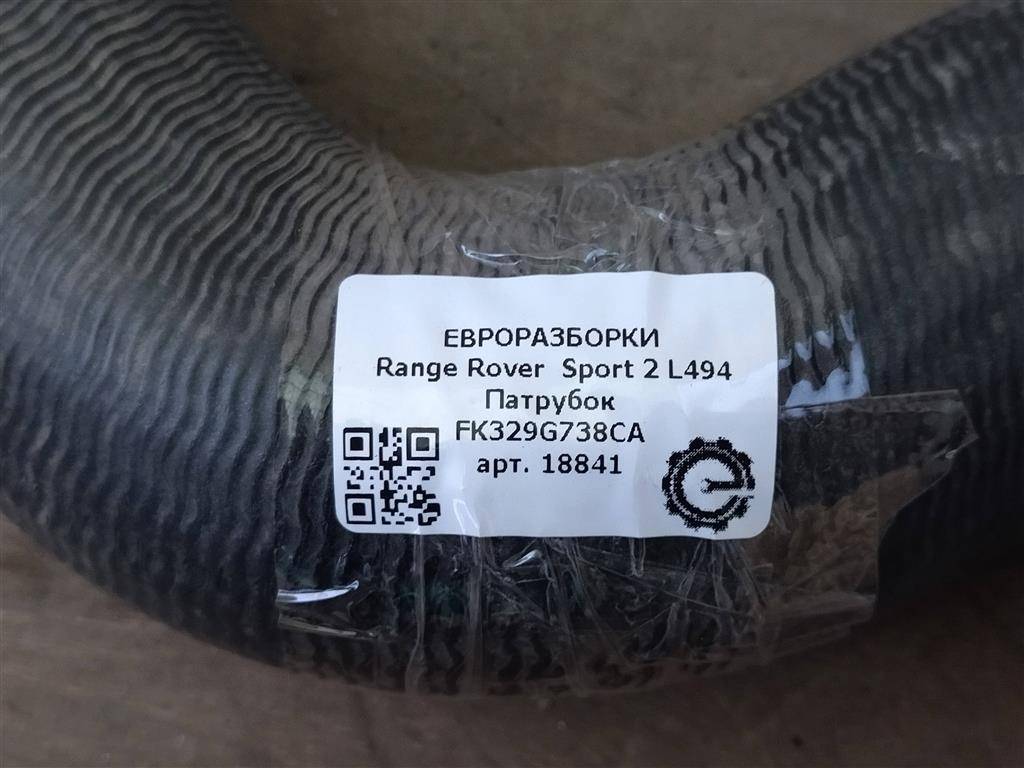 ЕВРОРАЗБОРКИ
Range Rover Sport 2 L494
Патрубок
FK329G738CA
арт. 18841